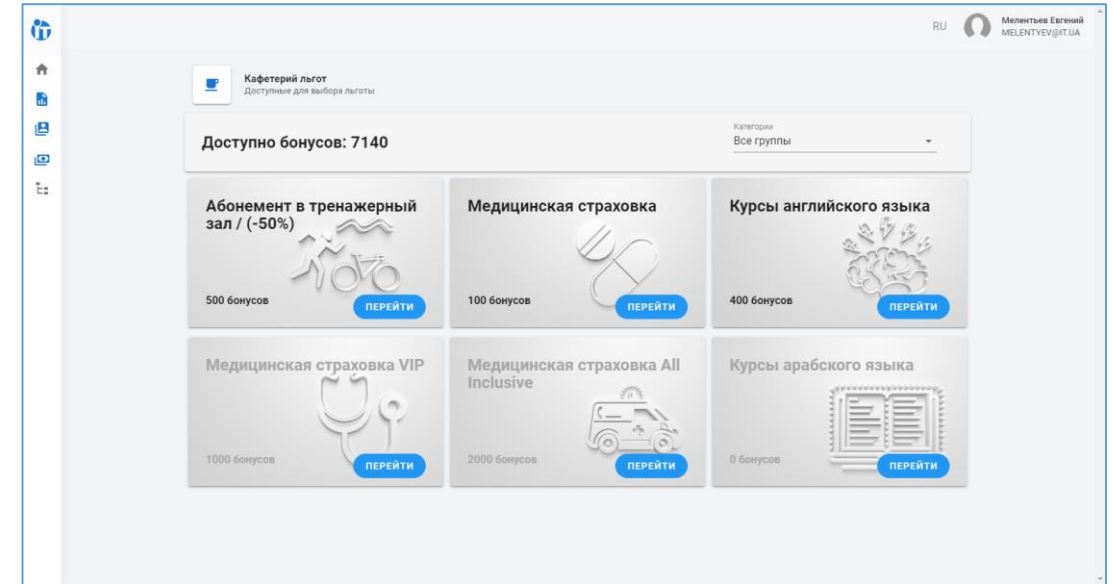 iT
RU
Мелентьев Евгений
MELENTYEV@IT.UA
Кафетерий льгот
Доступные для выбора льготы
Доступно бонусов: 7140
Категории
Все группы
Абонемент в тренажерный
зал / (-50%)
500 бонусов
ПЕРЕЙТИ
Медицинская страховка
100 бонусов
ПЕРЕЙТИ
Курсы английского языка
400 бонусов
ПЕРЕЙТИ
Медицинская страховка VIP
1000 бонусов
ПЕРЕЙТИ
Медицинская страховка All
Inclusive
2000 бонусов
ПЕРЕЙТИ
Курсы арабского языка
0 бонусов
ПЕРЕЙТИ